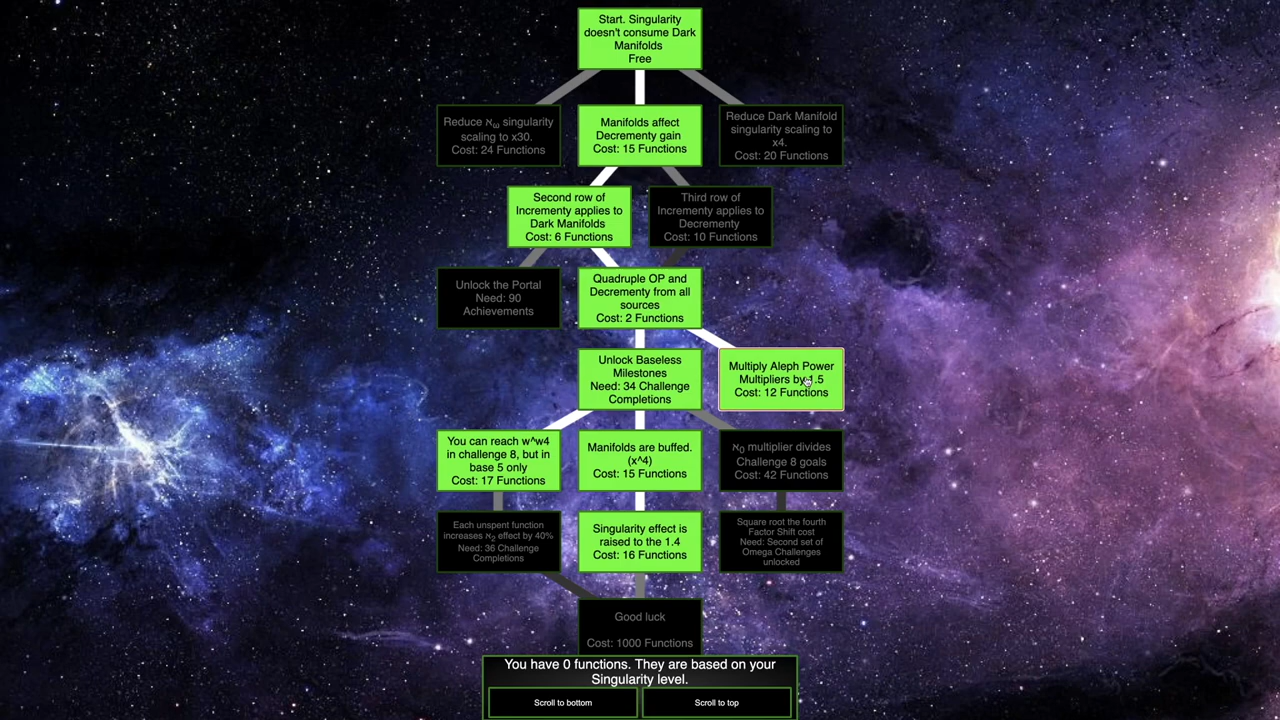 Start. Singularity
doesn't consume Dark
Manifolds
Free
Reduce ℵω singularity
scaling to x30.
Cost: 24 Functions
Manifolds affect
Decrementy gain
Cost: 15 Functions
Reduce Dark Manifold
singularity scaling to
x4.
Cost: 20 Functions
Second row of
Incrementy applies to
Dark Manifolds
Cost: 6 Functions
Third row of
Incrementy applies to
Decrementy
Cost: 10 Functions
Unlock the Portal
Need: 90
Achievements
Quadruple OP and
Decrementy from all
sources
Cost: 2 Functions
Unlock Baseless
Milestones
Need: 34 Challenge
Completions
Multiply Aleph Power
Multipliers by 1.5
Cost: 12 Functions
You can reach w^w4
in challenge 8, but in
base 5 only
Cost: 17 Functions
Manifolds are buffed.
(x^4)
Cost: 15 Functions
ℵ0 multiplier divides
Challenge 8 goals
Cost: 42 Functions
Each unspent function
increases ℵ2 effect by 40%
Need: 36 Challenge
Completions
Singularity effect is
raised to the 1.4
Cost: 16 Functions
Square root the fourth
Factor Shift cost
Need: Second set of
Omega Challenges
unlocked
Good luck
Cost: 1000 Functions
You have 0 functions. They are based on your
Singularity level.
Scroll to bottom
Scroll to top